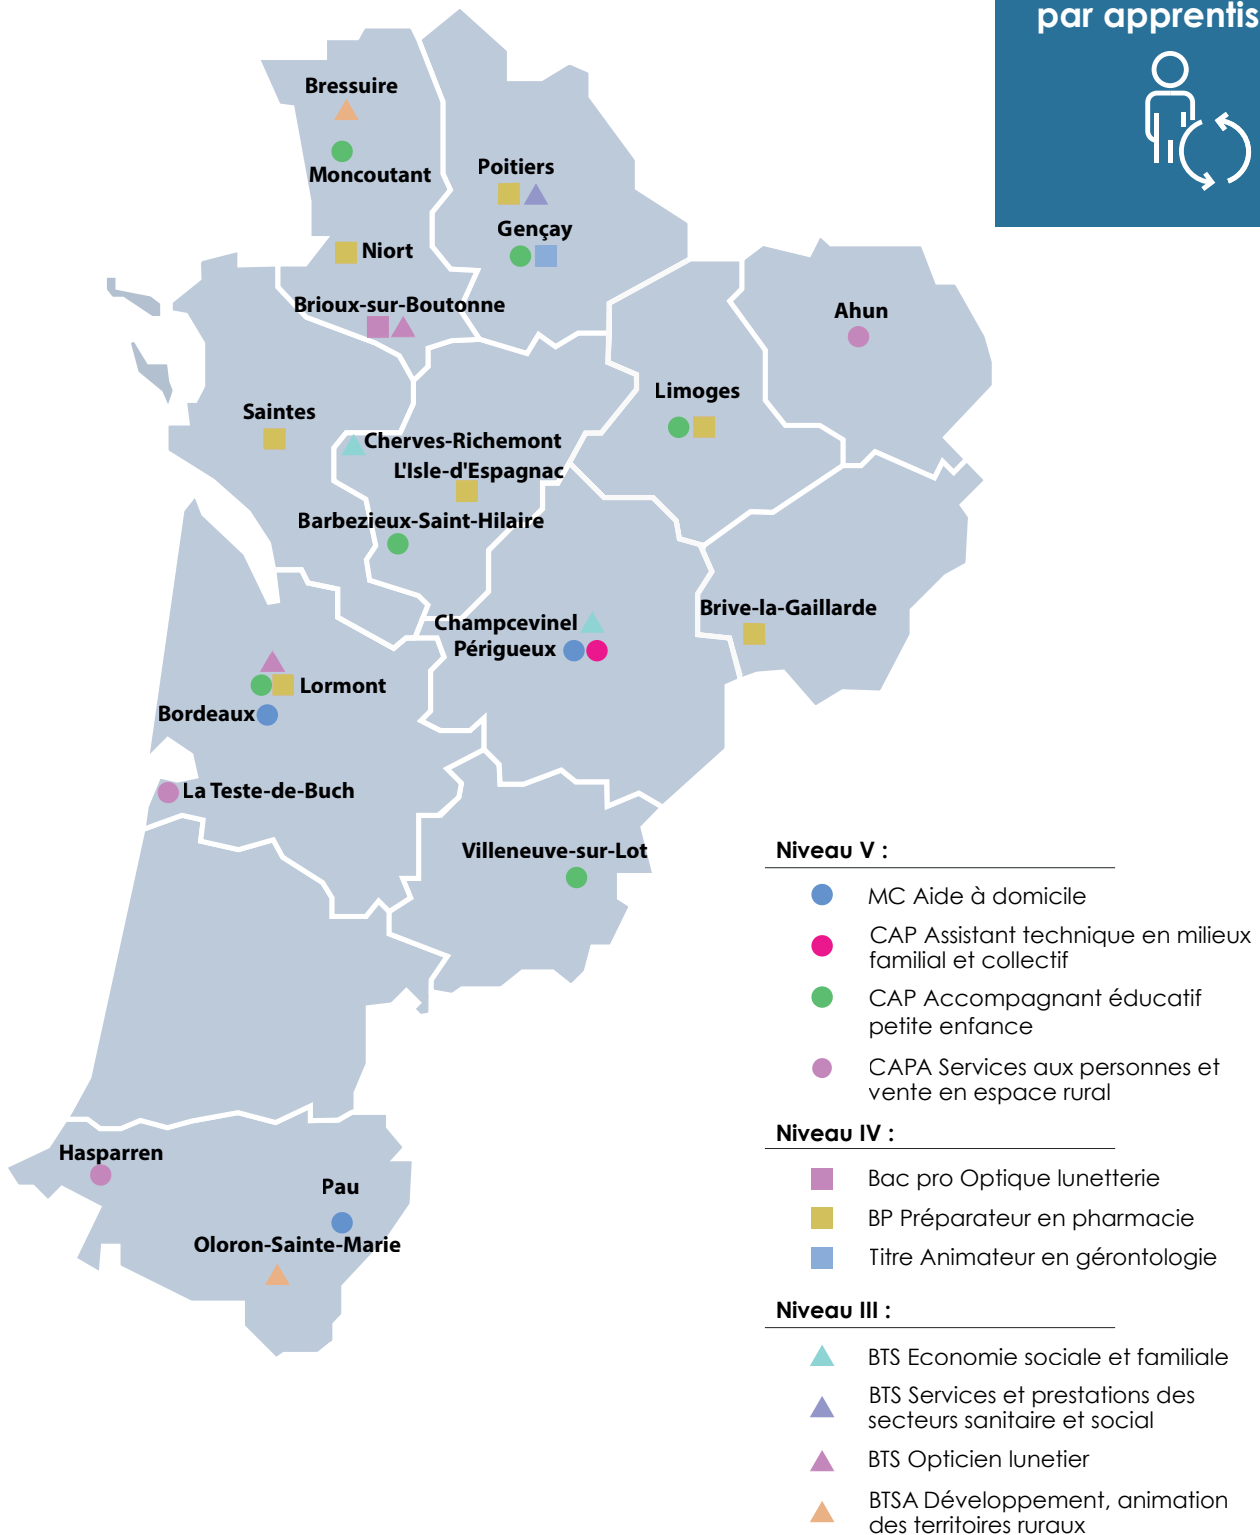 par apprentis
Bressuire
Moncoutant
Poitiers
Gençay
Niort
Brioux-sur-Boutonne
Ahun
Limoges
Saintes
Cherves-Richemont
L'Isle-d'Espagnac
Barbezieux-Saint-Hilaire
Brive-la-Gaillarde
Champcevinel
Périgueux
Lormont
Bordeaux
La Teste-de-Buch
Villeneuve-sur-Lot
Hasparren
Pau
Oloron-Sainte-Marie
Niveau V :
MC Aide à domicile
CAP Assistant technique en milieux
familial et collectif
CAP Accompagnant éducatif
petite enfance
CAPA Services aux personnes et
vente en espace rural
Niveau IV :
Bac pro Optique lunetterie
BP Préparateur en pharmacie
Titre Animateur en gérontologie
Niveau III :
BTS Economie sociale et familiale
BTS Services et prestations des
secteurs sanitaire et social
BTS Opticien lunetier
BTSA Développement, animation
des territoires ruraux